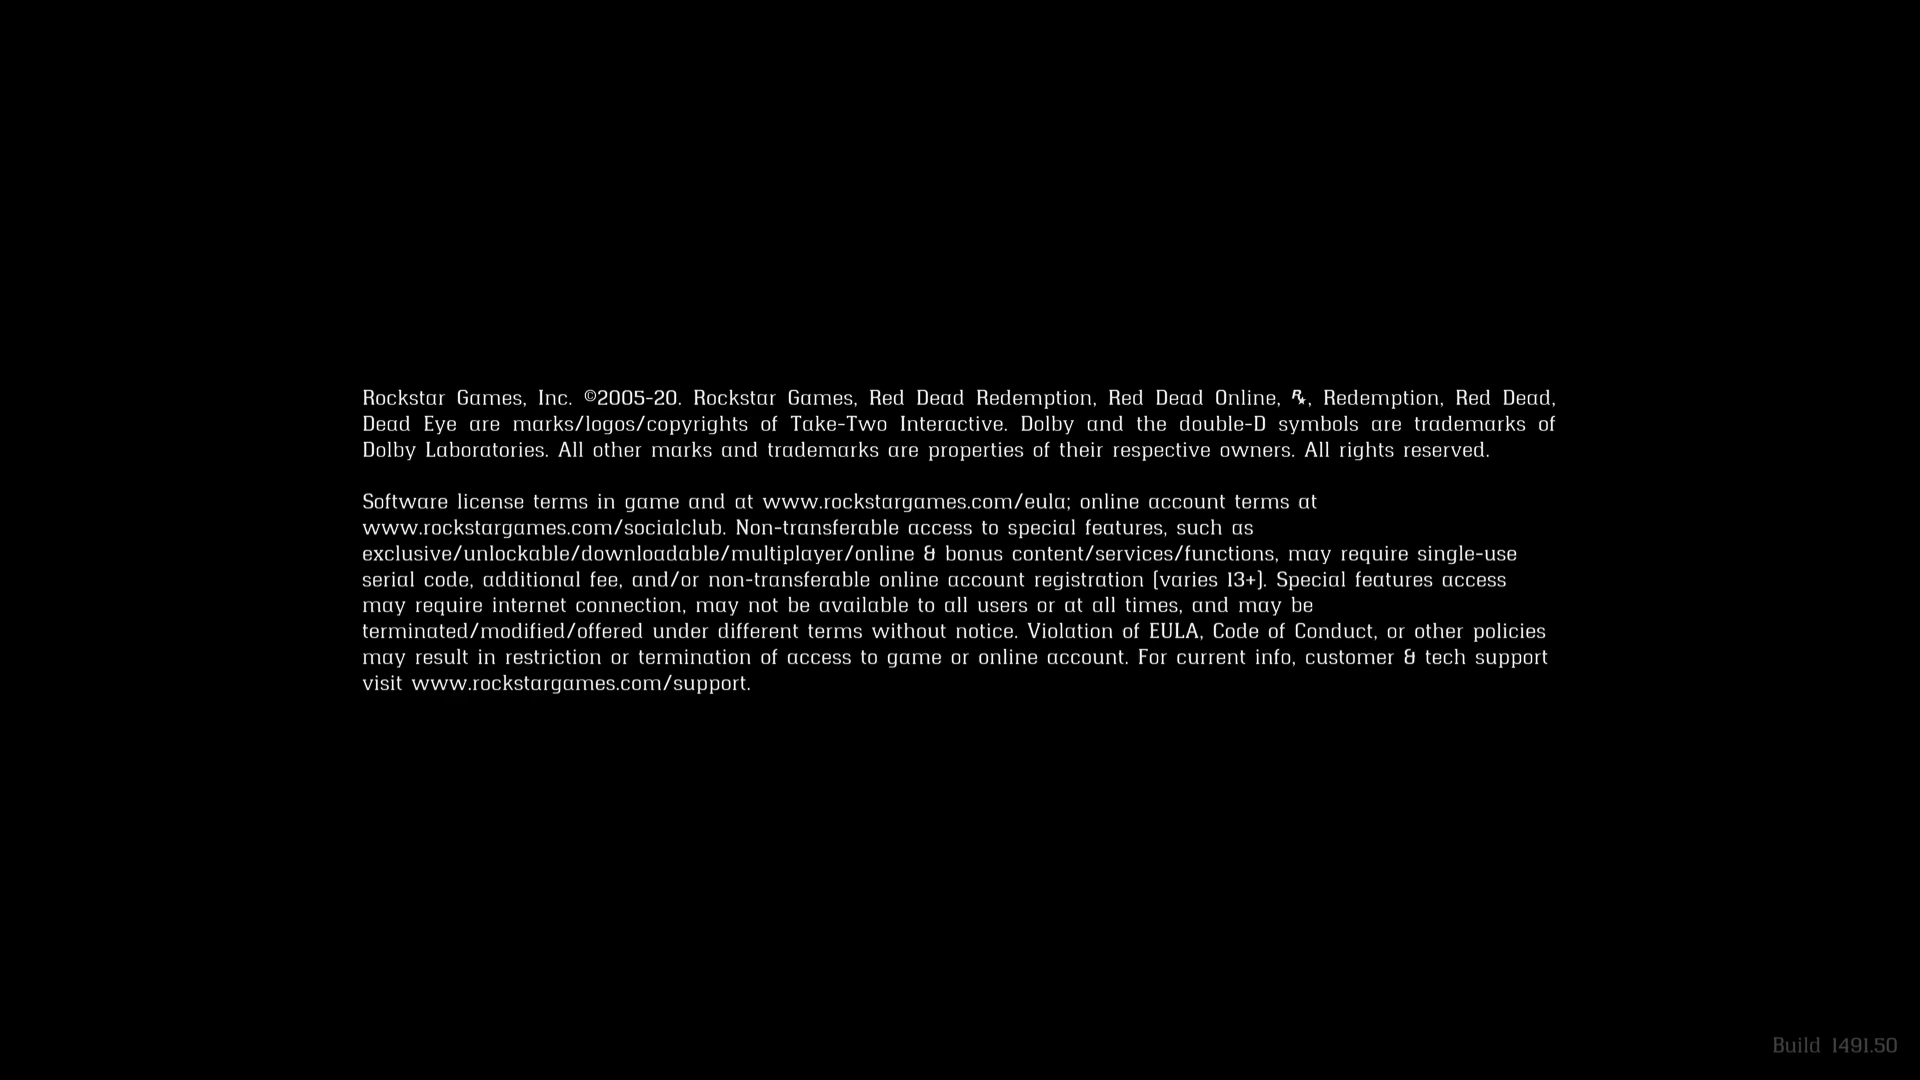 Rockstar Games, Inc. ©2005-20. Rockstar Games, Red Dead Redemption, Red Dead Online, R★, Redemption, Red Dead,
Dead Eye are marks/logos/copyrights of Take-Two Interactive. Dolby and the double-D symbols are trademarks of
Dolby Laboratories. All other marks and trademarks are properties of their respective owners. All rights reserved.
Software license terms in game and at www.rockstargames.com/eula; online account terms at
www.rockstargames.com/socialclub. Non-transferable access to special features, such as
exclusive/unlockable/downloadable/multiplayer/online & bonus content/services/functions, may require single-use
serial code, additional fee, and/or non-transferable online account registration (varies 13+). Special features access
may require internet connection, may not be available to all users or at all times, and may be
terminated/modified/offered under different terms without notice. Violation of EULA, Code of Conduct, or other policies
may result in restriction or termination of access to game or online account. For current info, customer & tech support
visit www.rockstargames.com/support.
Build 1491.50